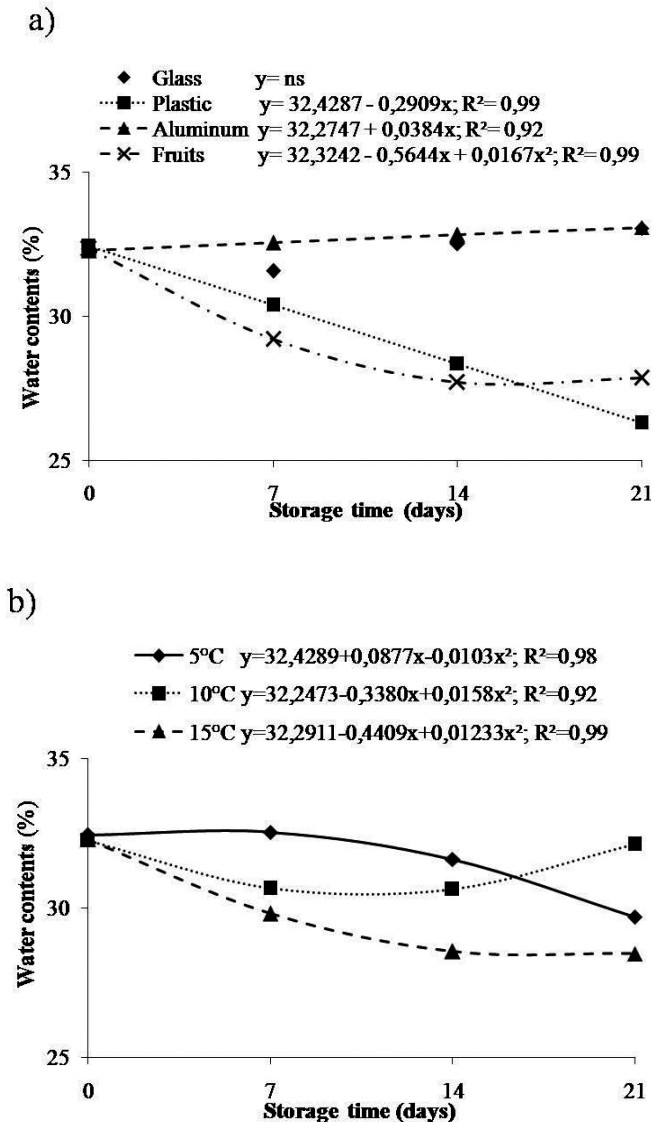 a)
Glass y= ns
Plastic y= 32,4287 - 0,2909x; R²= 0,99
Aluminum y= 32,2747 + 0,0384x; R²= 0,92
Fruits y= 32,3242 - 0,5644x + 0,0167x²; R²= 0,99
35
30
25
Water contents (%)
0 7 14 21
Storage time (days)
b)
5ºC y=32,4289+0,0877x-0,0103x²; R²=0,98
10ºC y=32,2473-0,3380x+0,0158x²; R²=0,92
15ºC y=32,2911-0,4409x+0,01233x²; R²=0,99
35
30
25
Water contents (%)
0 7 14 21
Storage time (days)